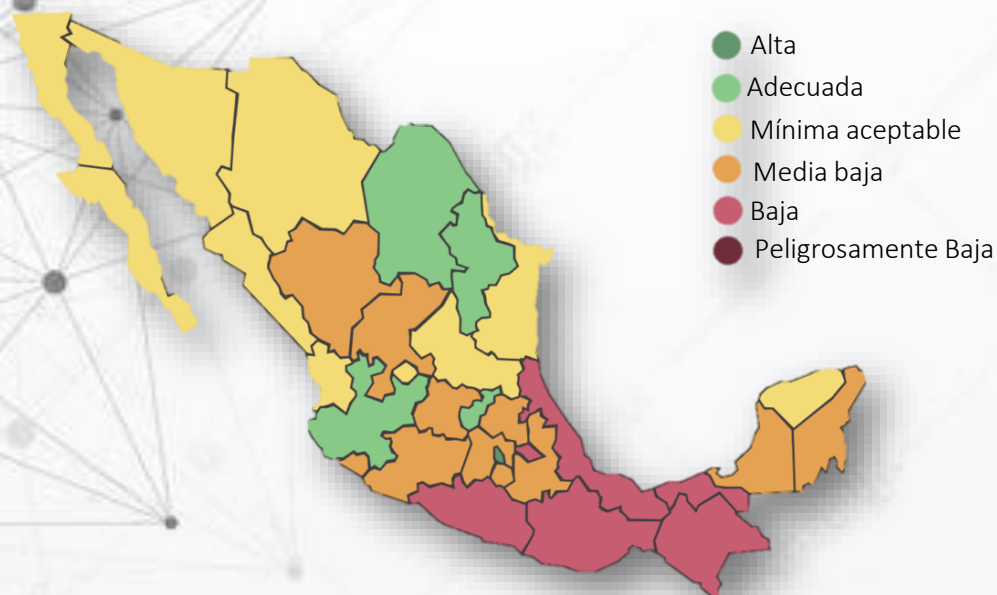 Alta
Adecuada
Mínima aceptable
Media baja
Baja
Peligrosamente Baja